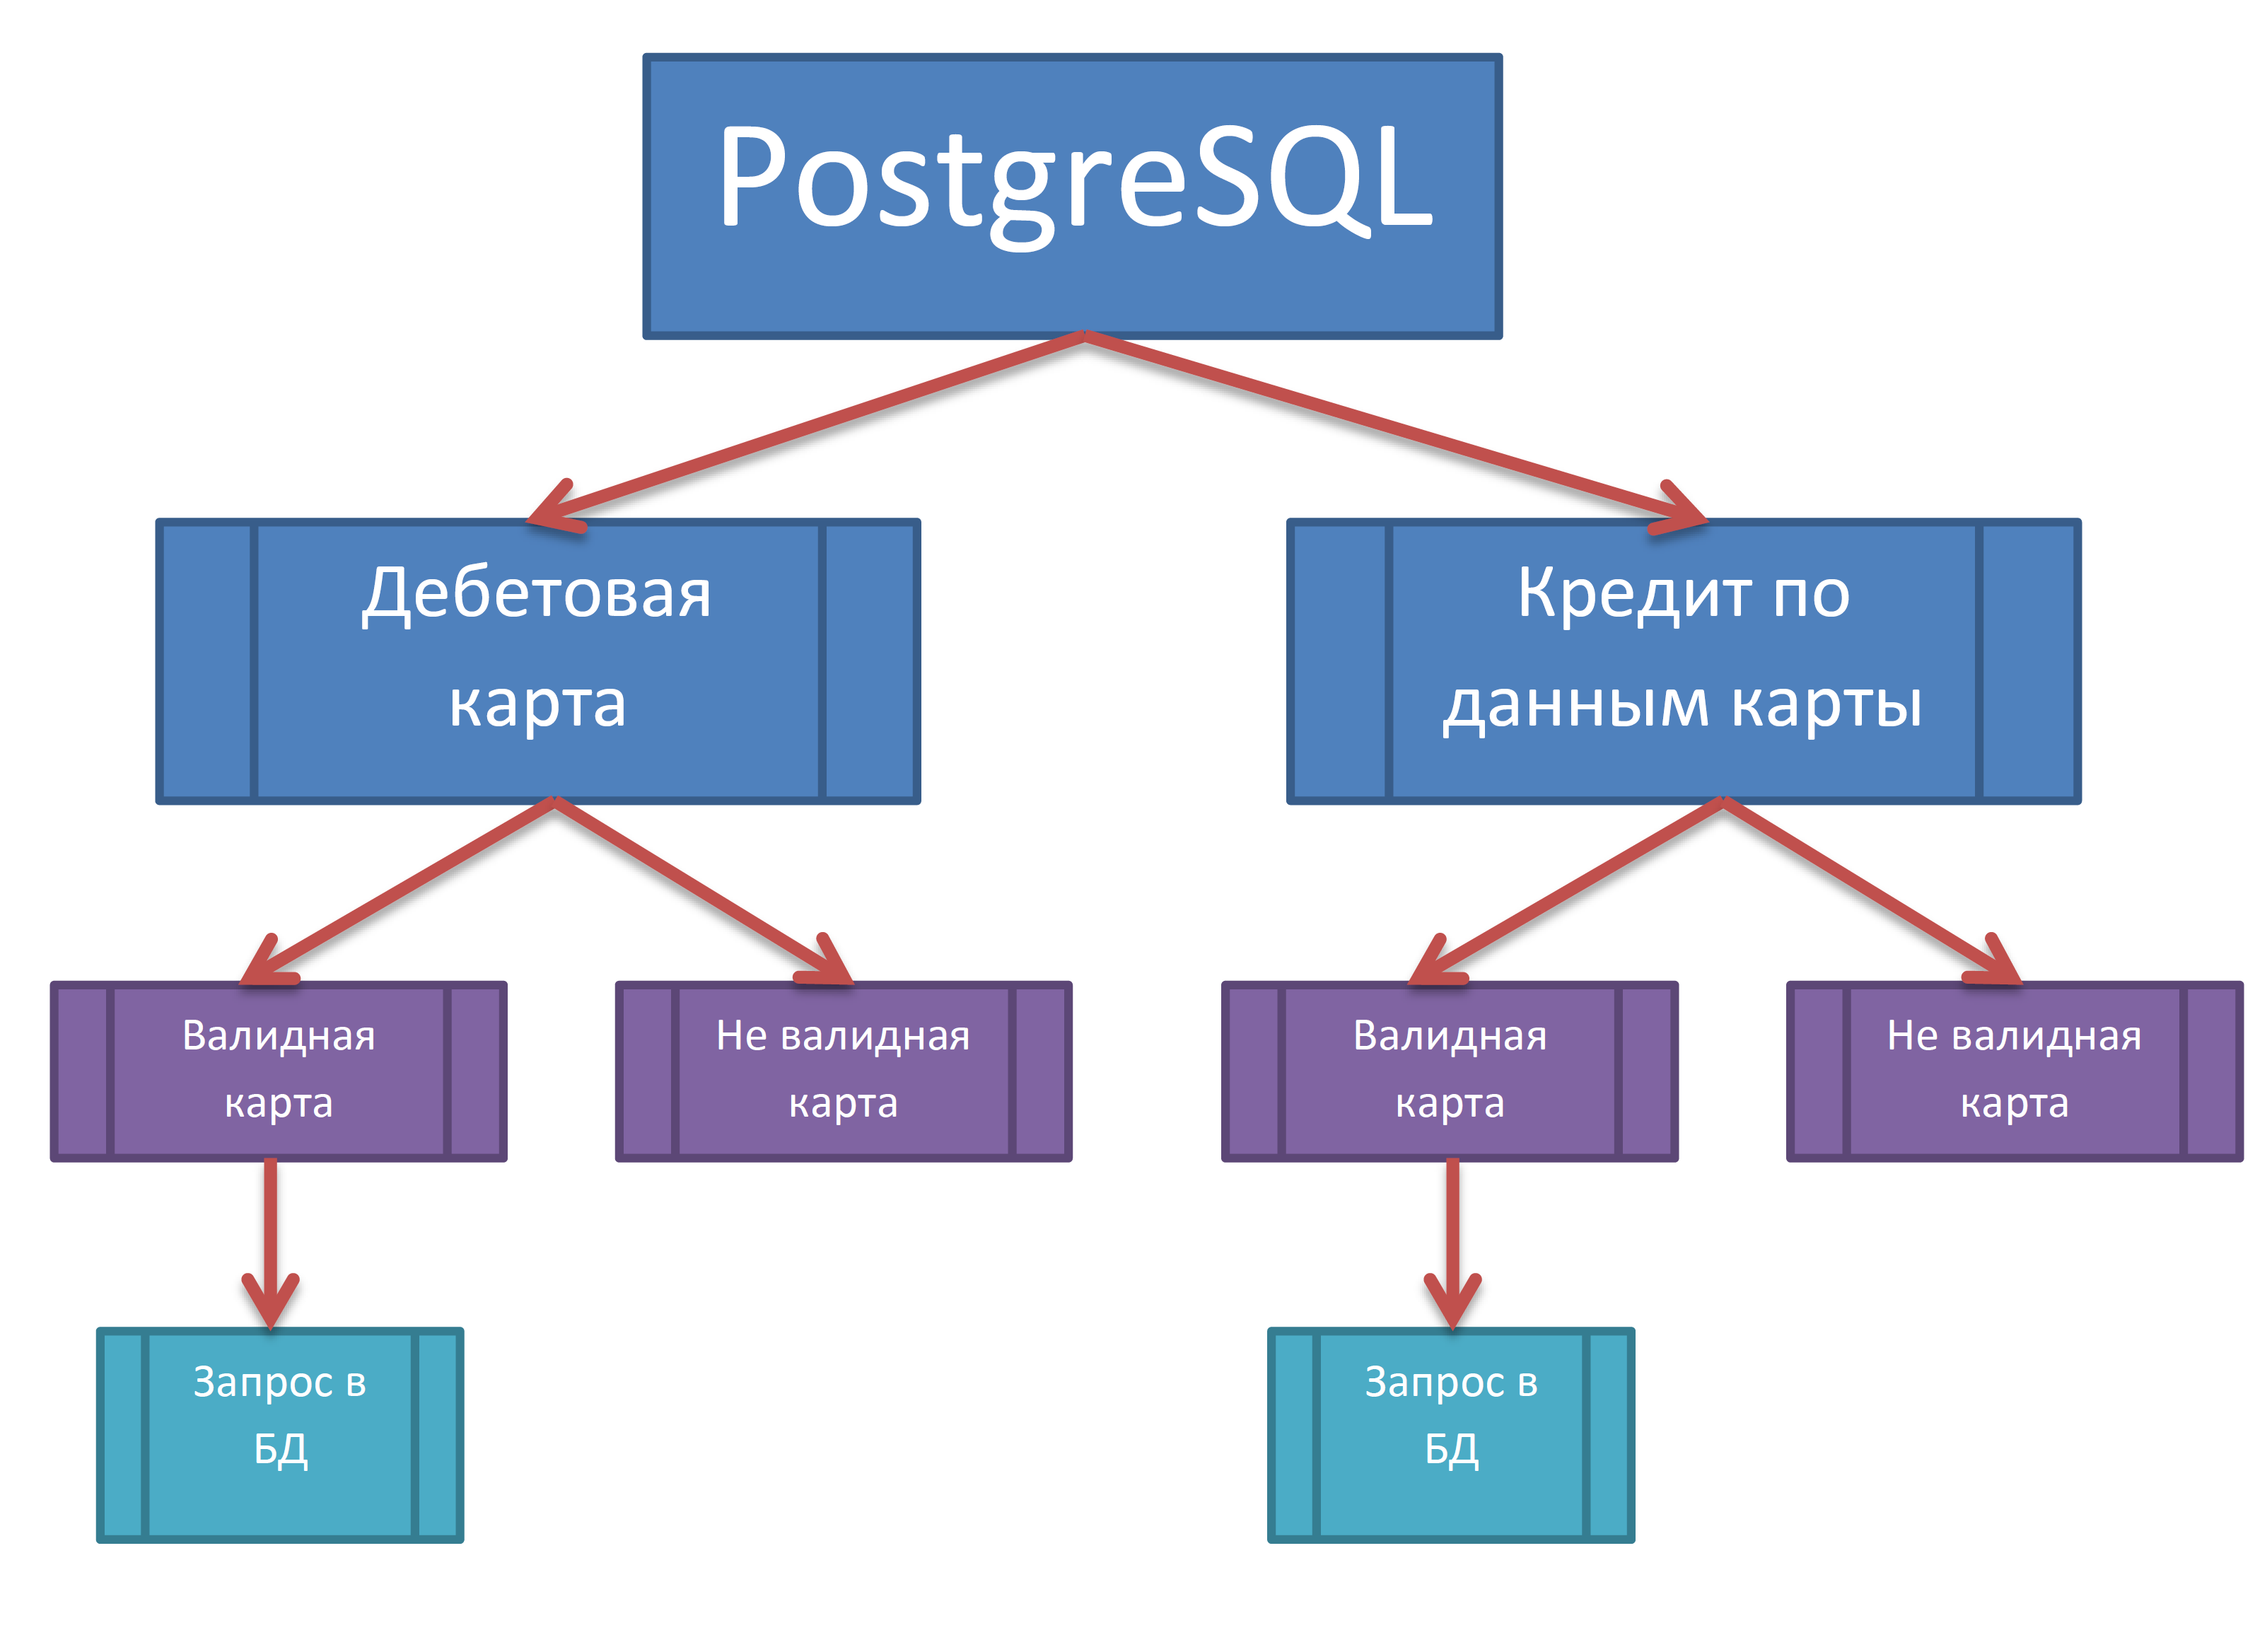 PostgreSQL
Дебетовая
карта
Кредит по
данным карты
Валидная
карта
Не валидная
карта
Валидная
карта
Не валидная
карта
Запрос в
БД
Запрос в
БД